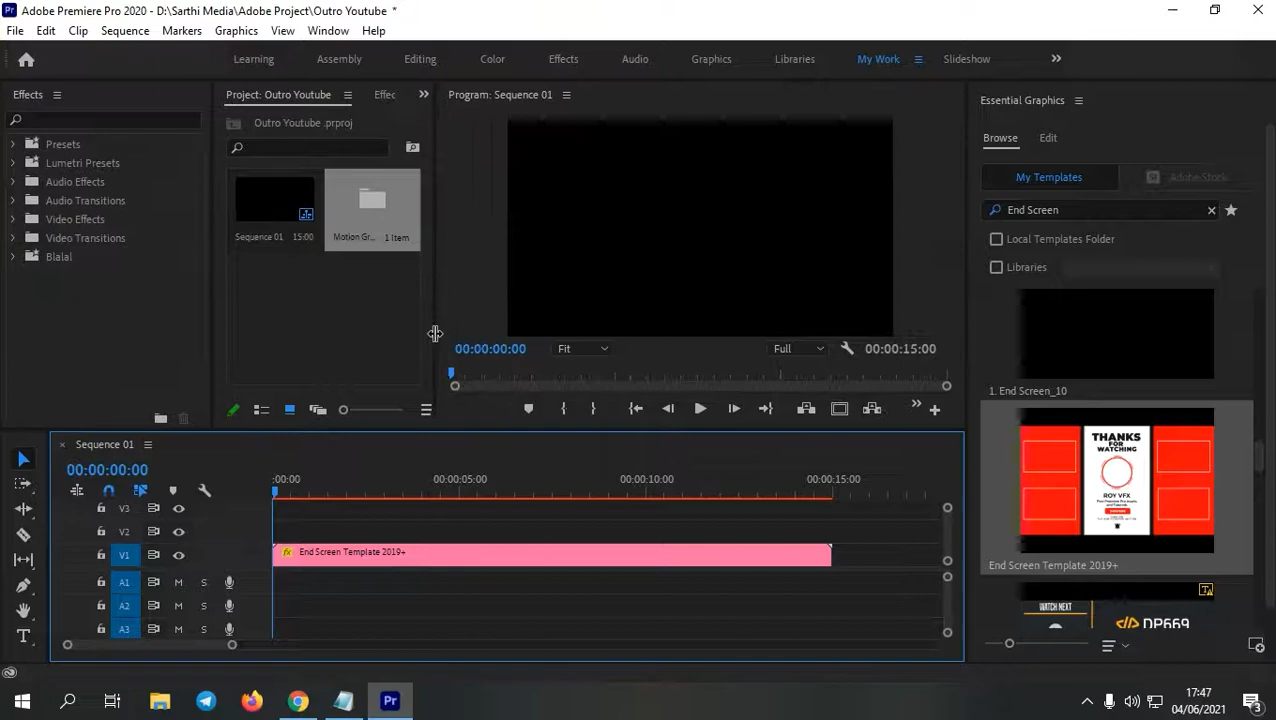 Pr Adobe Premiere Pro 2020 - D:\Sarthi Media\Adobe Project\Outro Youtube *
File Edit Clip Sequence Markers Graphics View Window Help
Learning Assembly Editing Color Effects Audio Graphics Libraries My Work Slideshow
Effects
Presets
Lumetri Presets
Audio Effects
Audio Transitions
Video Effects
Video Transitions
Blalal
Project: Outro Youtube Effec
Outro Youtube .prproj
Sequence 01 15:00
Motion Gr... 1 Item
Program: Sequence 01
00:00:00:00 Fit Full 00:00:15:00
Essential Graphics
Browse Edit
My Templates Adobe Stock
End Screen
Local Templates Folder
Libraries
1. End Screen_10
THANKS
FOR
WATCHING
ROY VFX
End Screen Template 2019+
WATCH NEXT
DP669
Sequence 01
00:00:00:00
:00:00 00:00:05:00 00:00:10:00 00:00:15:00
V3
V2
V1 fx End Screen Template 2019+
A1 M S
A2 M S
A3 M S
Pr
17:47
04/06/2021
3